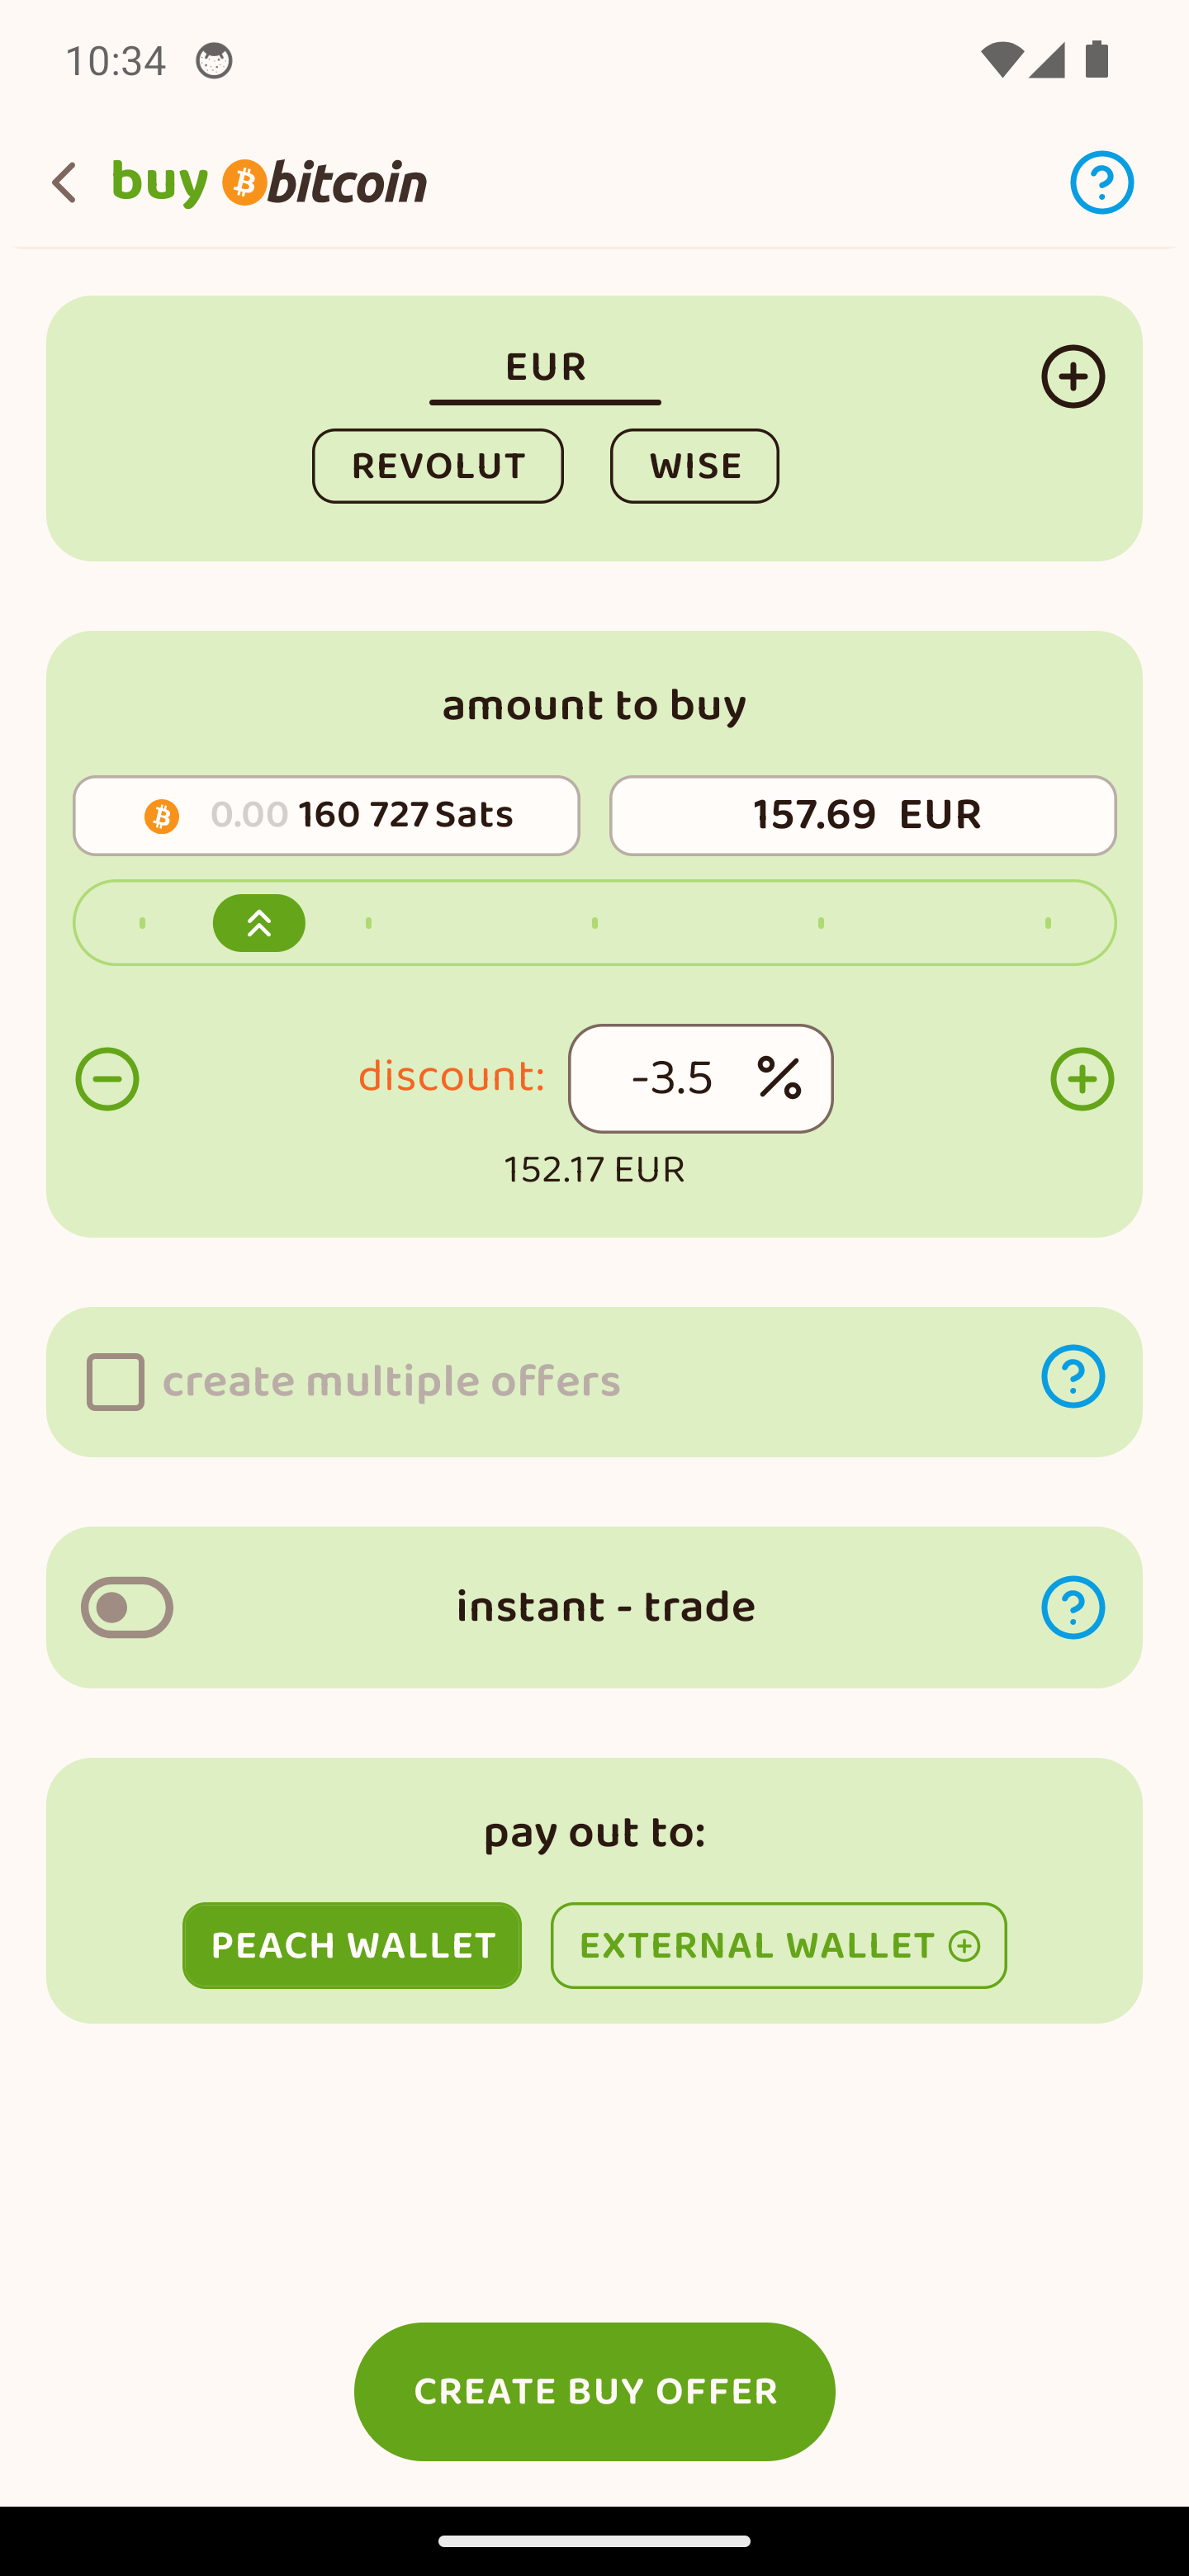 10:34
buy bitcoin
EUR
REVOLUT WISE
amount to buy
0.00 160 727 Sats 157.69 EUR
discount: -3.5 %
152.17 EUR
create multiple offers
instant - trade
pay out to:
PEACH WALLET EXTERNAL WALLET
CREATE BUY OFFER